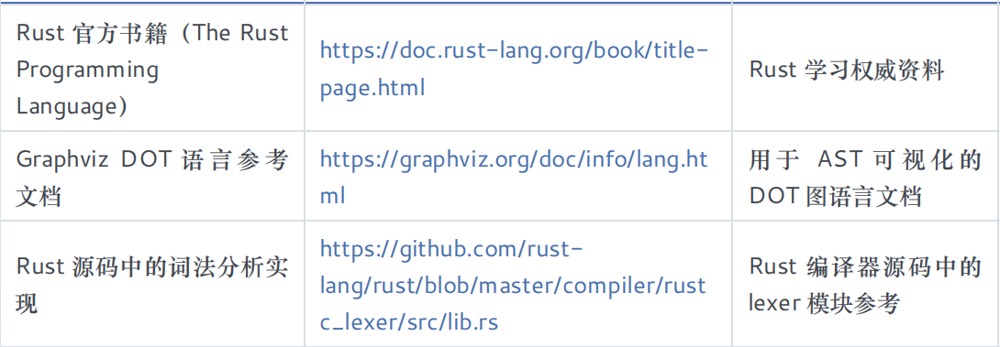 Rust 官方书籍（The Rust
Programming
Language）
https://doc.rust-lang.org/book/title-
page.html
Rust 学习权威资料
Graphviz DOT 语言参考
文档
https://graphviz.org/doc/info/lang.ht
ml
用于 AST 可视化的
DOT 图语言文档
Rust 源码中的词法分析实
现
https://github.com/rust-
lang/rust/blob/master/compiler/rust
c_lexer/src/lib.rs
Rust 编译器源码中的
lexer 模块参考